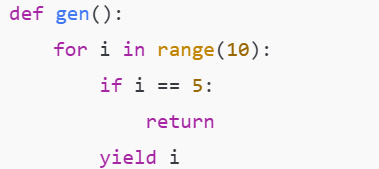 def gen():
    for i in range(10):
        if i == 5:
            return
        yield i